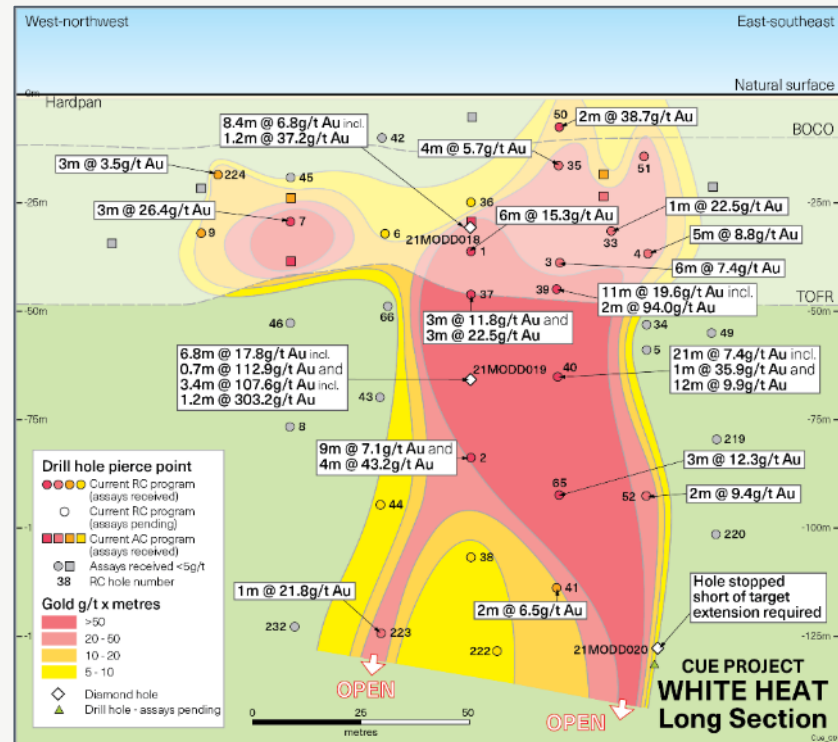 West-northwest
East-southeast
0m
Natural surface
Hardpan
BOCO
8.4m @ 6.8g/t Au incl.
1.2m @ 37.2g/t Au
42
50
2m @ 38.7g/t Au
4m @ 5.7g/t Au
35
51
3m @ 3.5g/t Au
224
45
-25m
36
3m @ 26.4g/t Au
7
6m @ 15.3g/t Au
1m @ 22.5g/t Au
9
6
21MODD018
33
1
5m @ 8.8g/t Au
4
3
6m @ 7.4g/t Au
37
39
11m @ 19.6g/t Au incl.
2m @ 94.0g/t Au
TOFR
-50m
46
66
3m @ 11.8g/t Au and
3m @ 22.5g/t Au
34
49
5
6.8m @ 17.8g/t Au incl.
0.7m @ 112.9g/t Au and
3.4m @ 107.6g/t Au incl.
1.2m @ 303.2g/t Au
21MODD019
40
21m @ 7.4g/t Au incl.
1m @ 35.9g/t Au and
12m @ 9.9g/t Au
43
-75m
8
219
9m @ 7.1g/t Au and
4m @ 43.2g/t Au
2
3m @ 12.3g/t Au
65
52
2m @ 9.4g/t Au
44
-100m
220
38
41
2m @ 6.5g/t Au
Hole stopped
short of target
extension required
1m @ 21.8g/t Au
232
223
222
21MODD020
-125m
OPEN
OPEN
Drill hole pierce point
Current RC program
(assays received)
Current RC program
(assays pending)
Current AC program
(assays received)
Assays received <5g/t
38 RC hole number
Gold g/t x metres
>50
20 - 50
10 - 20
5 - 10
Diamond hole
Drill hole - assays pending
0 25 50
metres
CUE PROJECT
WHITE HEAT
Long Section